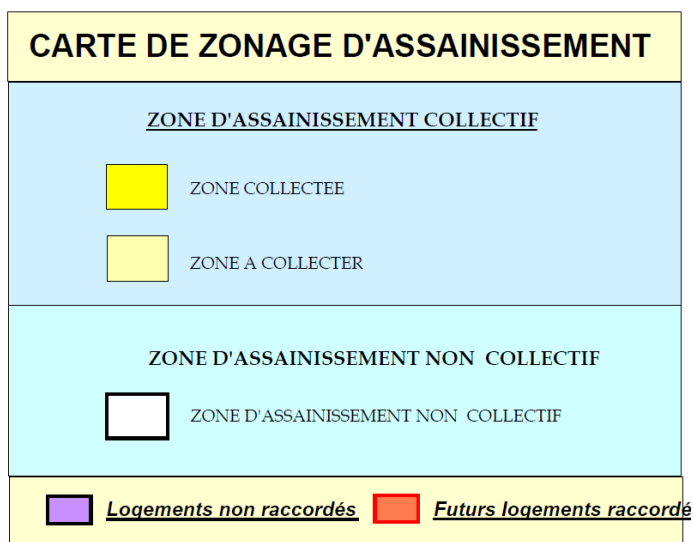 CARTE DE ZONAGE D'ASSAINISSEMENT
ZONE D'ASSAINISSEMENT COLLECTIF
ZONE COLLECTEE
ZONE A COLLECTER
ZONE D'ASSAINISSEMENT NON COLLECTIF
ZONE D'ASSAINISSEMENT NON COLLECTIF
Logements non raccordés Futurs logements raccordé